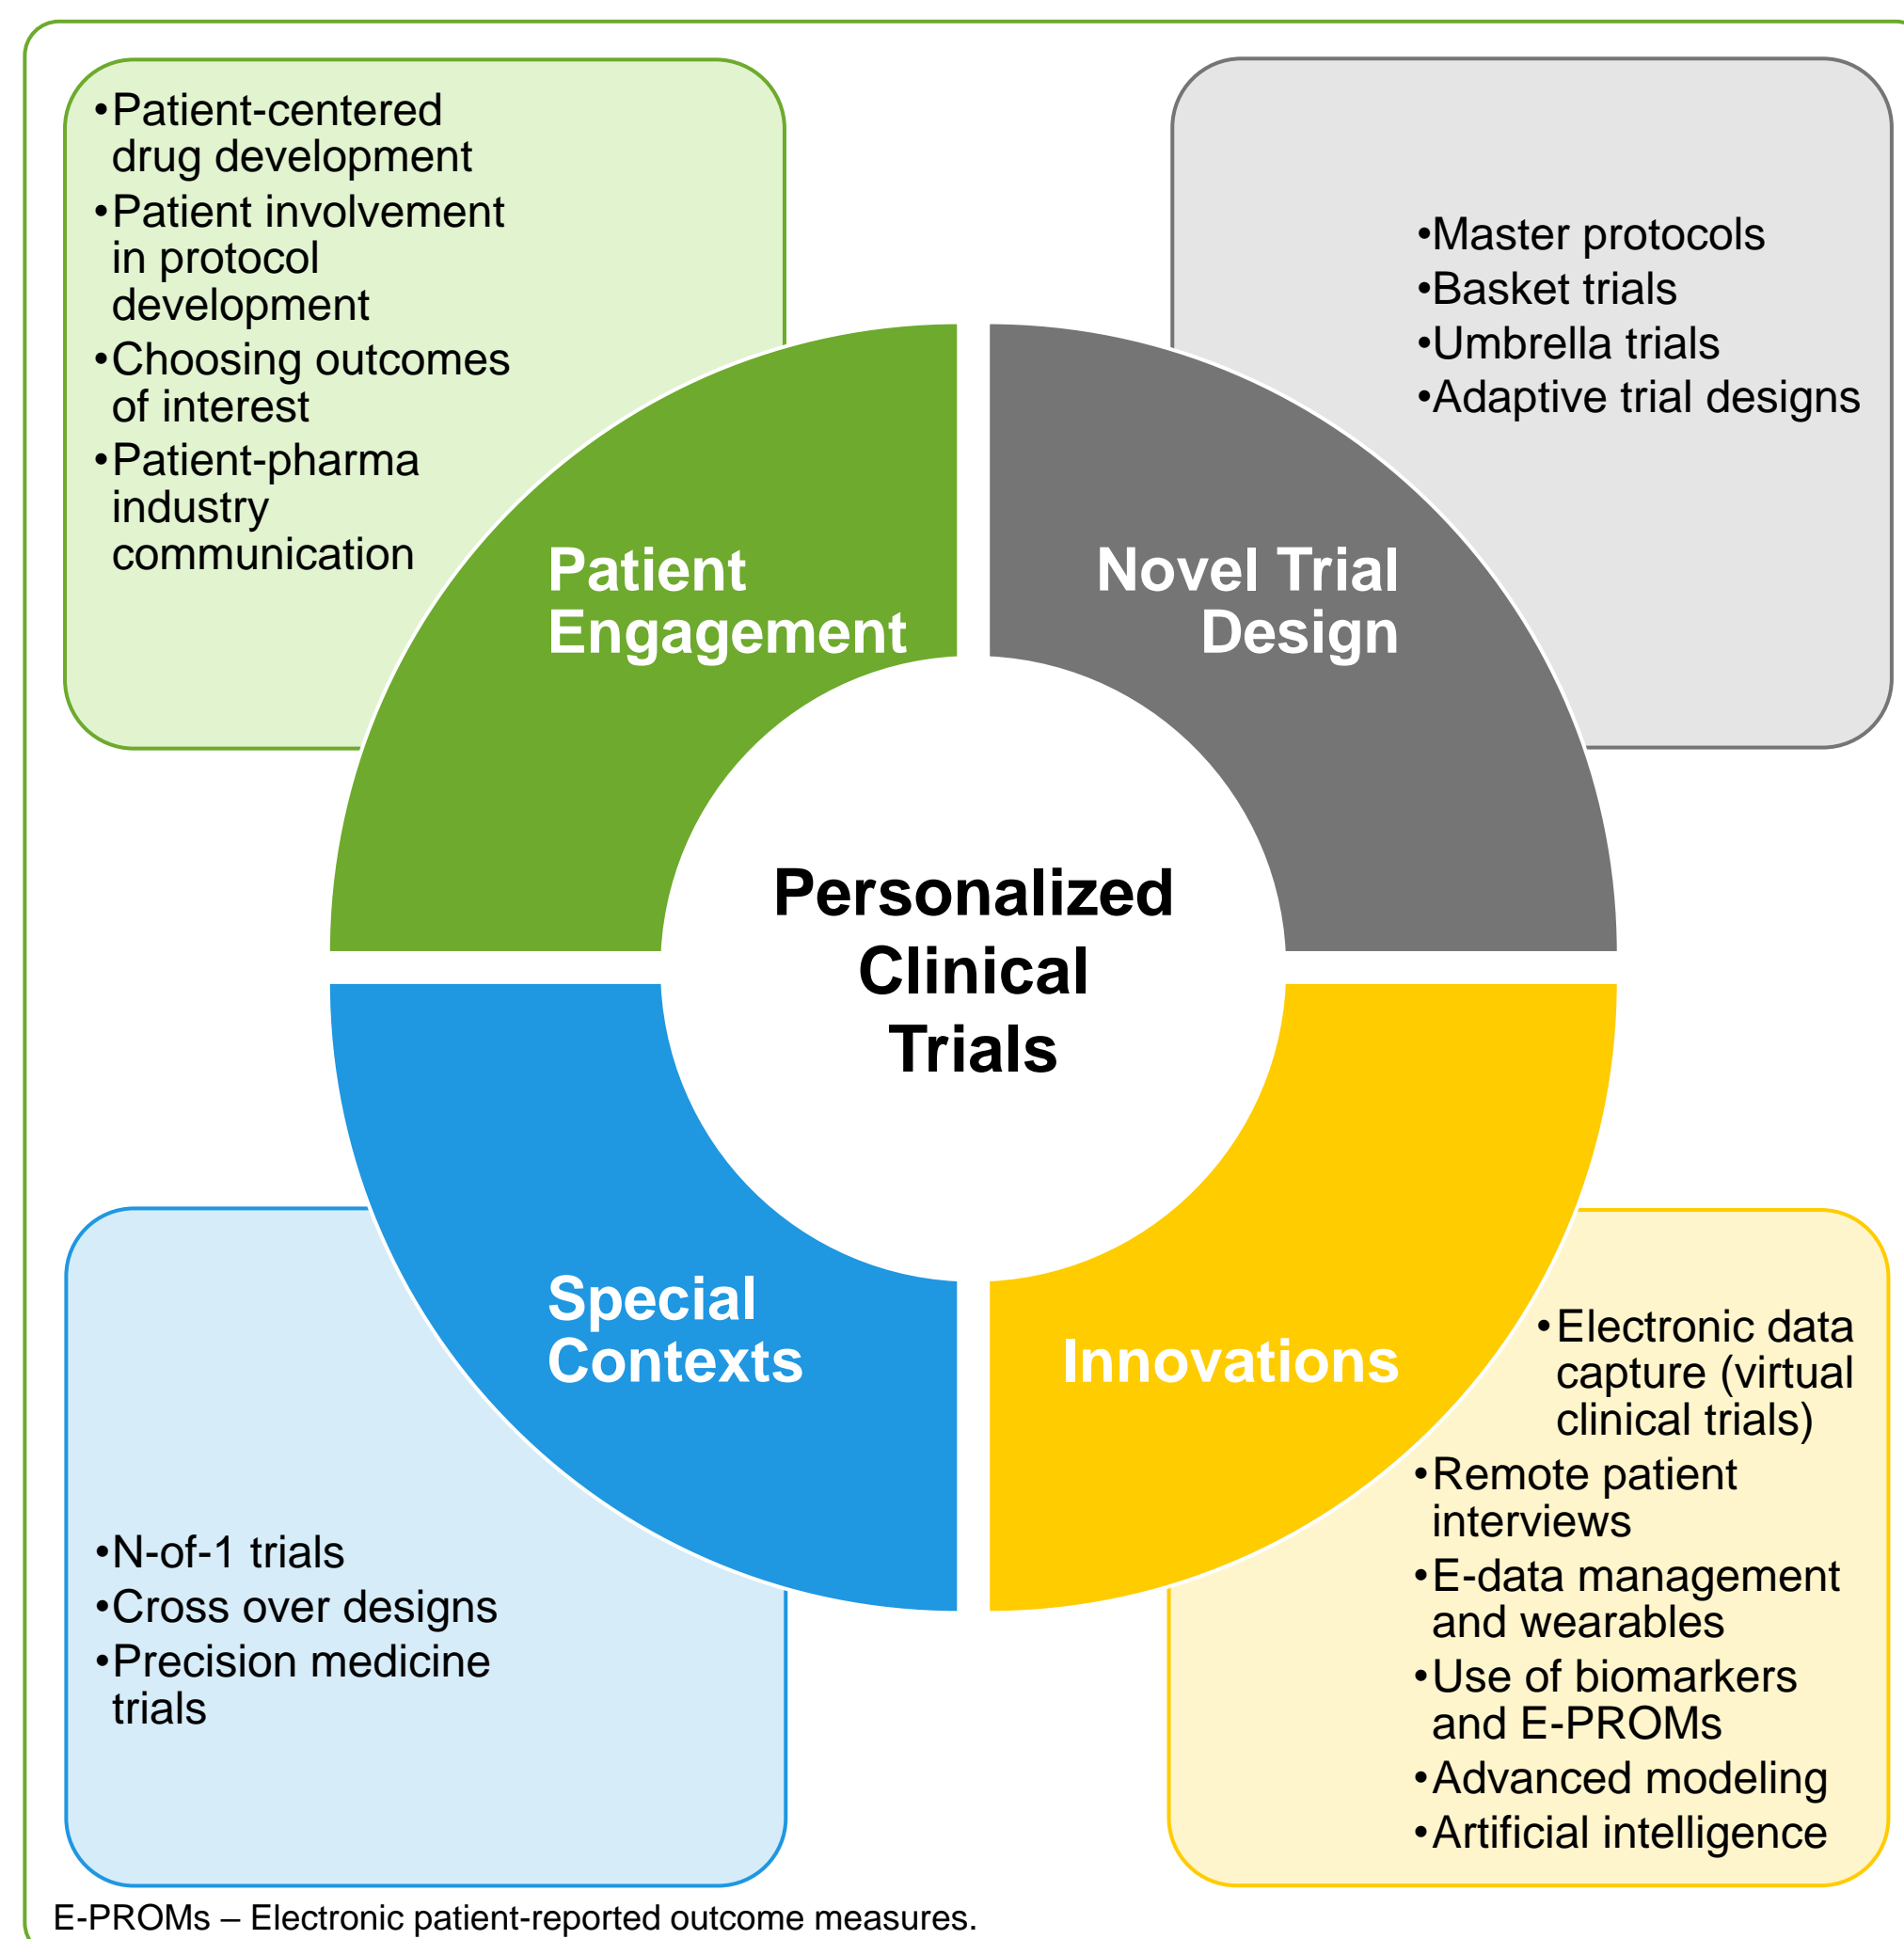 •Patient-centered
drug development
•Patient involvement
in protocol
development
•Choosing outcomes
of interest
•Patient-pharma
industry
communication
•Master protocols
•Basket trials
•Umbrella trials
•Adaptive trial designs
Patient
Engagement
Novel Trial
Design
Personalized
Clinical
Trials
Special
Contexts
Innovations
•N-of-1 trials
•Cross over designs
•Precision medicine
trials
•Electronic data
capture (virtual
clinical trials)
•Remote patient
interviews
•E-data management
and wearables
•Use of biomarkers
and E-PROMs
•Advanced modeling
•Artificial intelligence
E-PROMs – Electronic patient-reported outcome measures.